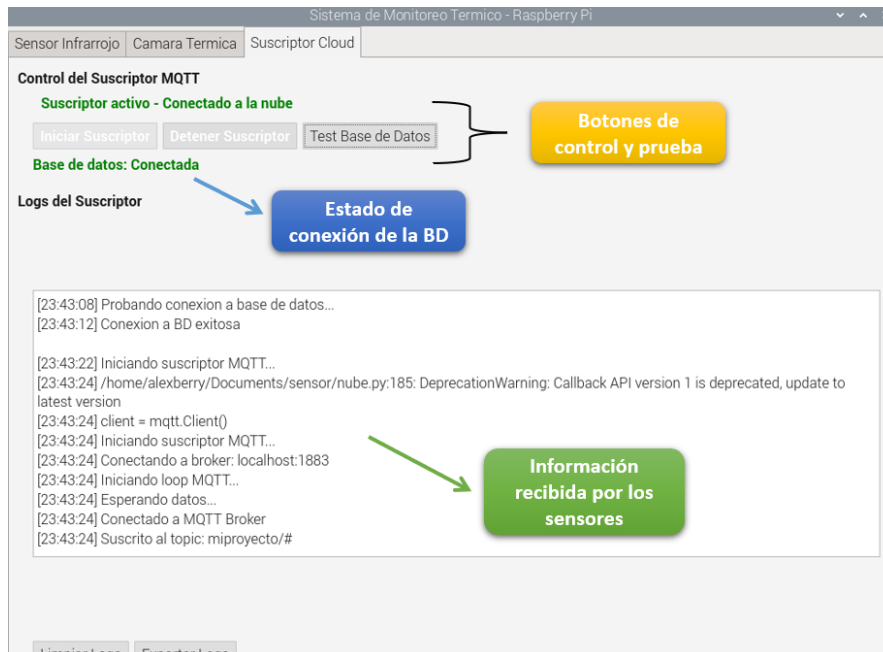 Sistema de Monitoreo Termico - Raspberry Pi
Sensor Infrarrojo
Camara Termica
Suscriptor Cloud
Control del Suscriptor MQTT
Suscriptor activo - Conectado a la nube
Iniciar Suscriptor
Detener Suscriptor
Test Base de Datos
Botones de
control y prueba
Base de datos: Conectada
Logs del Suscriptor
Estado de
conexión de la BD
[23:43:08] Probando conexion a base de datos...
[23:43:12] Conexion a BD exitosa
[23:43:22] Iniciando suscriptor MQTT...
[23:43:24] /home/alexberry/Documents/sensor/nube.py:185: DeprecationWarning: Callback API version 1 is deprecated, update to
latest version
[23:43:24] client = mqtt.Client()
[23:43:24] Iniciando suscriptor MQTT...
[23:43:24] Conectando a broker: localhost:1883
[23:43:24] Iniciando loop MQTT...
[23:43:24] Esperando datos...
[23:43:24] Conectado a MQTT Broker
[23:43:24] Suscrito al topic: miproyecto/#
Información
recibida por los
sensores
Limpiar Logs
Exportar Logs